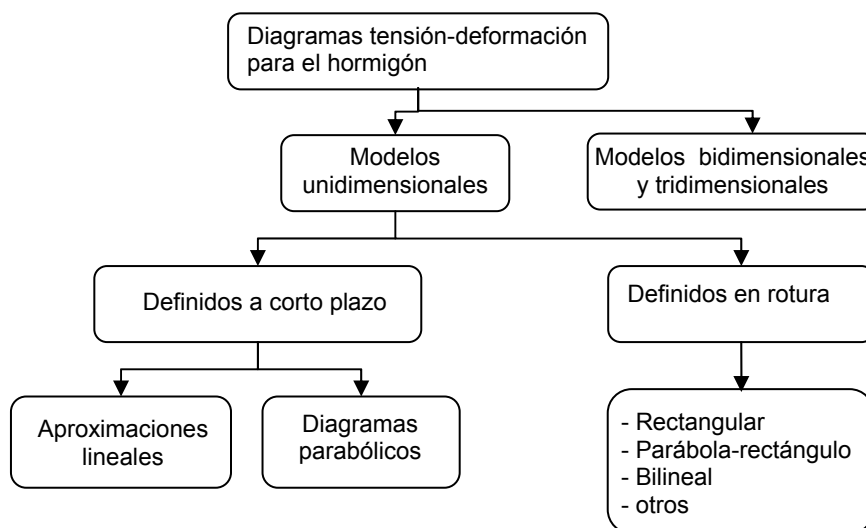 Diagramas tensión-deformación
para el hormigón
Modelos
unidimensionales
Modelos bidimensionales
y tridimensionales
Definidos a corto plazo
Definidos en rotura
Aproximaciones
lineales
Diagramas
parabólicos
- Rectangular
- Parábola-rectángulo
- Bilineal
- otros